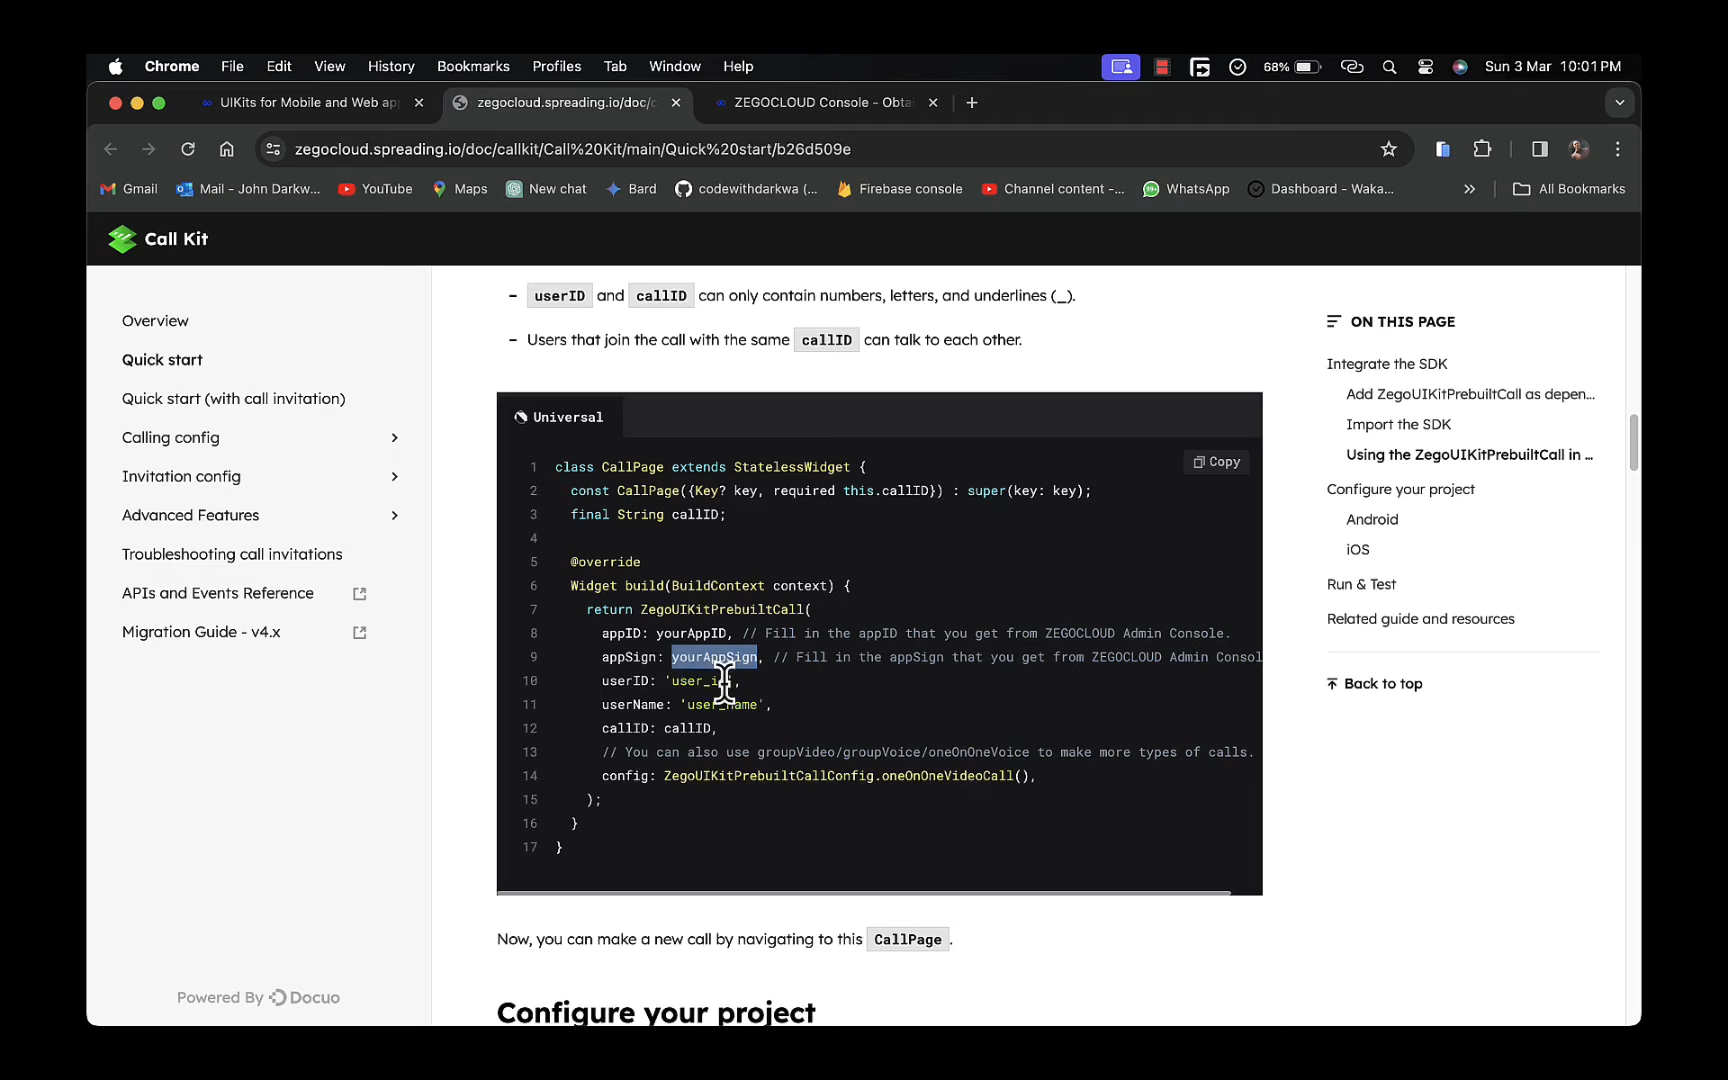 Chrome File Edit View History Bookmarks Profiles Tab Window Help 68% Sun 3 Mar 10:01 PM
UIKits for Mobile and Web ap
zegocloud.spreading.io/doc/c
ZEGOCLOUD Console - Obta
zegocloud.spreading.io/doc/callkit/Call%20Kit/main/Quick%20start/b26d509e
Gmail Mail - John Darkw... YouTube Maps New chat Bard codewithdarkwa (... Firebase console Channel content -... 99+ WhatsApp Dashboard - Waka... » All Bookmarks
Call Kit
Overview
Quick start
Quick start (with call invitation)
Calling config
Invitation config
Advanced Features
Troubleshooting call invitations
APIs and Events Reference
Migration Guide - v4.x
Powered By Docuo
– userID and callID can only contain numbers, letters, and underlines (_).
– Users that join the call with the same callID can talk to each other.
Universal
Copy
1 class CallPage extends StatelessWidget {
2 const CallPage({Key? key, required this.callID}) : super(key: key);
3 final String callID;
4
5 @override
6 Widget build(BuildContext context) {
7 return ZegoUIKitPrebuiltCall(
8 appID: yourAppID, // Fill in the appID that you get from ZEGOCLOUD Admin Console.
9 appSign: yourAppSign, // Fill in the appSign that you get from ZEGOCLOUD Admin Consol
10 userID: 'user_id',
11 userName: 'user_name',
12 callID: callID,
13 // You can also use groupVideo/groupVoice/oneOnOneVoice to make more types of calls.
14 config: ZegoUIKitPrebuiltCallConfig.oneOnOneVideoCall(),
15 );
16 }
17 }
Now, you can make a new call by navigating to this CallPage.
Configure your project
ON THIS PAGE
Integrate the SDK
Add ZegoUIKitPrebuiltCall as depen...
Import the SDK
Using the ZegoUIKitPrebuiltCall in ...
Configure your project
Android
iOS
Run & Test
Related guide and resources
Back to top